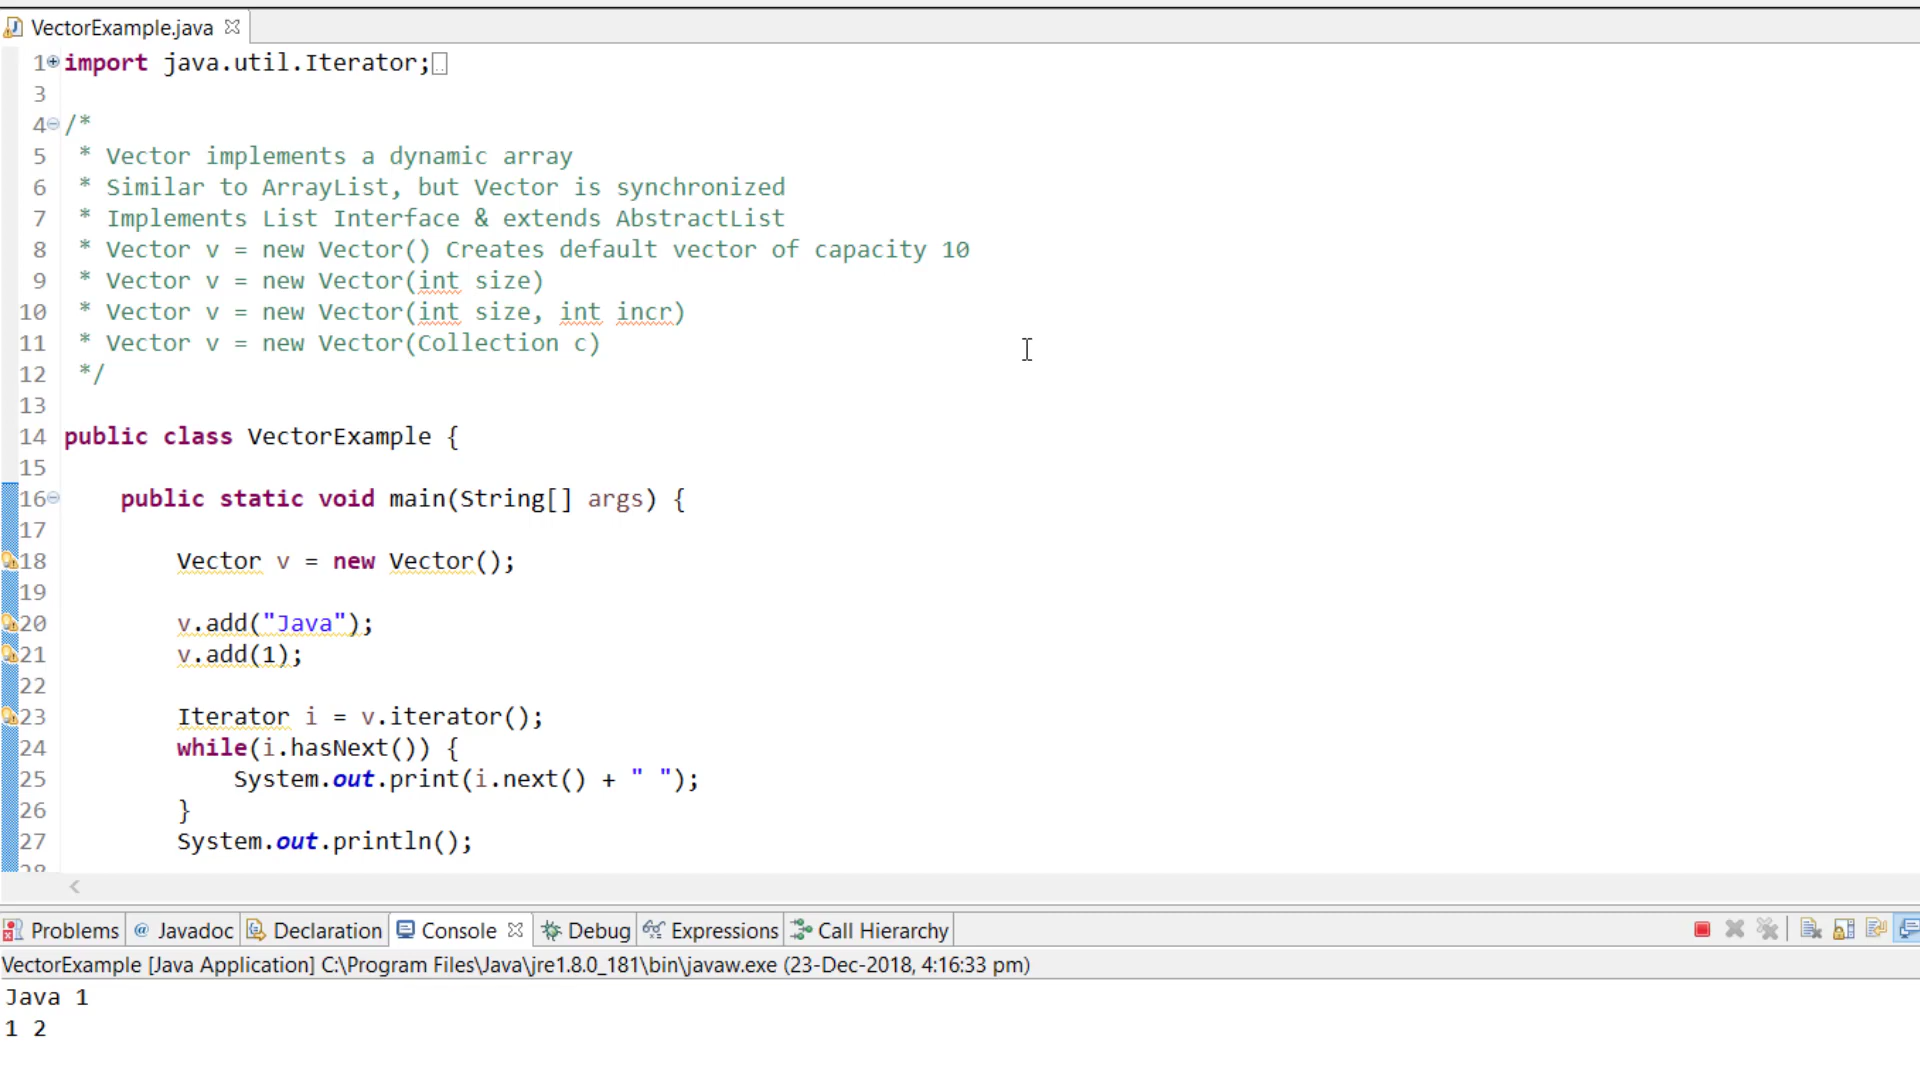 VectorExample.java
1 import java.util.Iterator;
3
4 /*
5  * Vector implements a dynamic array
6  * Similar to ArrayList, but Vector is synchronized
7  * Implements List Interface & extends AbstractList
8  * Vector v = new Vector() Creates default vector of capacity 10
9  * Vector v = new Vector(int size)
10  * Vector v = new Vector(int size, int incr)
11  * Vector v = new Vector(Collection c)
12  */
13
14 public class VectorExample {
15
16     public static void main(String[] args) {
17
18         Vector v = new Vector();
19
20         v.add("Java");
21         v.add(1);
22
23         Iterator i = v.iterator();
24         while(i.hasNext()) {
25             System.out.print(i.next() + " ");
26         }
27         System.out.println();
28
Problems @ Javadoc Declaration Console Debug Expressions Call Hierarchy
VectorExample [Java Application] C:\Program Files\Java\jre1.8.0_181\bin\javaw.exe (23-Dec-2018, 4:16:33 pm)
Java 1
1 2